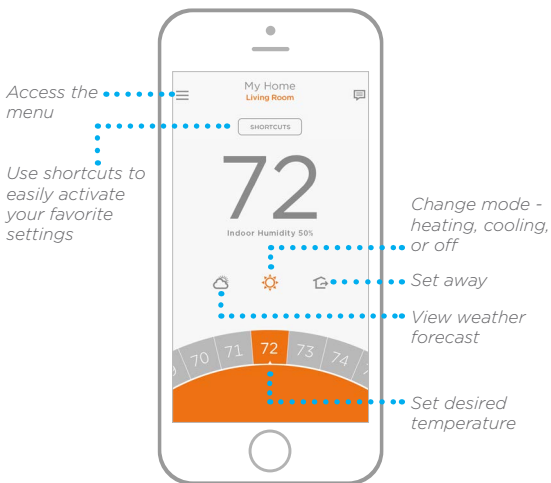 Access the
menu
My Home
Living Room
SHORTCUTS
Use shortcuts to
easily activate
your favorite
settings
72
Indoor Humidity 50%
Change mode -
heating, cooling,
or off
Set away
View weather
forecast
9 70 71 72 73 74 7
Set desired
temperature